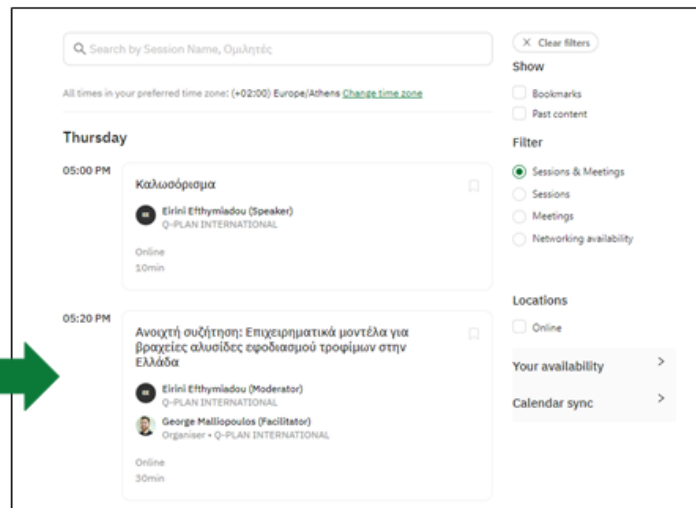 Search by Session Name, Ομιλητές
All times in your preferred time zone: (+02:00) Europe/Athens Change time zone
Thursday
05:00 PM
Καλωσόρισμα
EE
Eirini Efthymiadou (Speaker)
Q-PLAN INTERNATIONAL
Online
10min
05:20 PM
Ανοιχτή συζήτηση: Επιχειρηματικά μοντέλα για
βραχείες αλυσίδες εφοδιασμού τροφίμων στην
Ελλάδα
EE
Eirini Efthymiadou (Moderator)
Q-PLAN INTERNATIONAL
George Malliopoulos (Facilitator)
Organiser • Q-PLAN INTERNATIONAL
Online
30min
Clear filters
Show
Bookmarks
Past content
Filter
Sessions & Meetings
Sessions
Meetings
Networking availability
Locations
Online
Your availability
Calendar sync